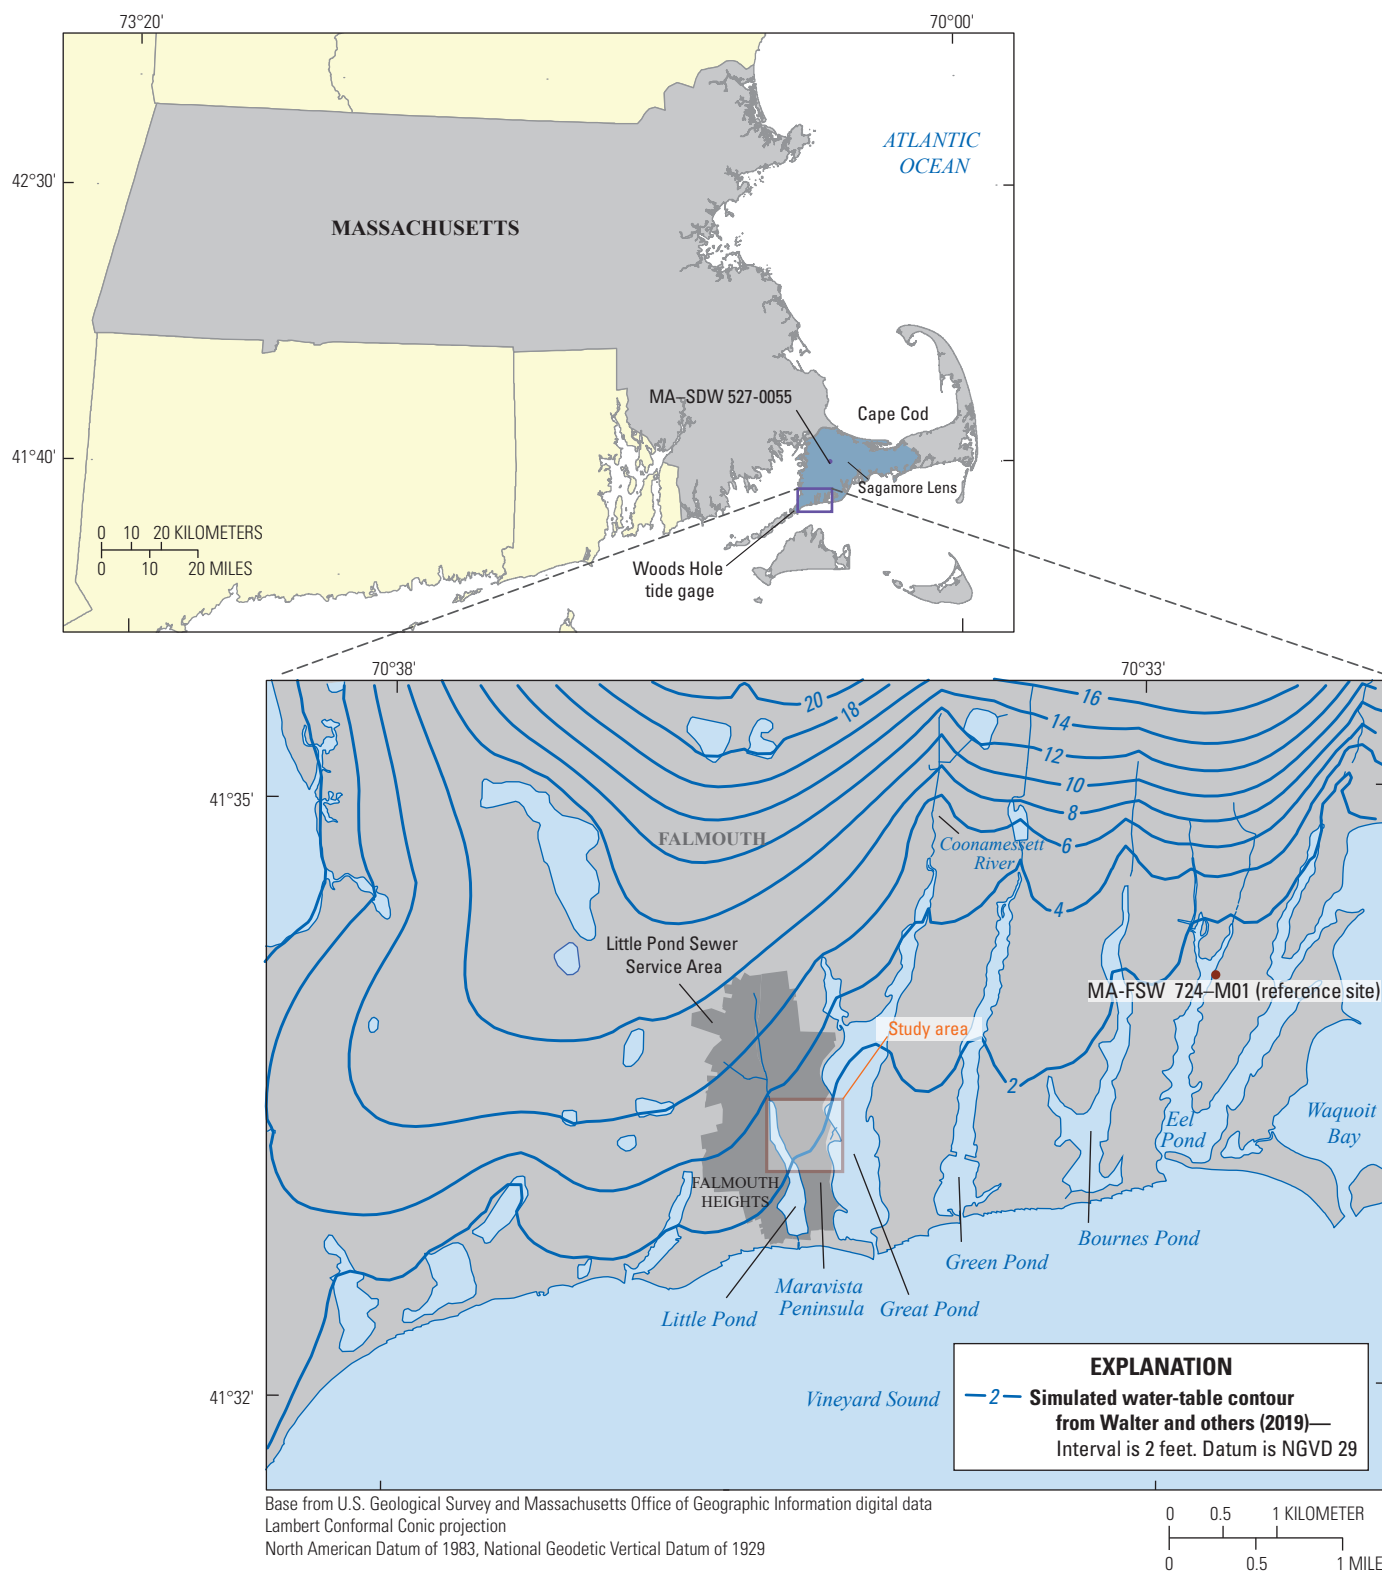 73°20'
70°00'
ATLANTIC
OCEAN
42°30'
MASSACHUSETTS
MA–SDW 527-0055
Cape Cod
41°40'
Sagamore Lens
0 10 20 KILOMETERS
0 10 20 MILES
Woods Hole
tide gage
70°38'
70°33'
20
18
16
14
12
10
8
6
4
2
41°35'
FALMOUTH
Coonamessett
River
Little Pond Sewer
Service Area
MA-FSW 724–M01 (reference site)
Study area
Eel
Pond
Waquoit
Bay
FALMOUTH
HEIGHTS
Bournes Pond
Green Pond
Maravista
Peninsula
Great Pond
Little Pond
41°32'
Vineyard Sound
EXPLANATION
2 Simulated water-table contour
from Walter and others (2019)—
Interval is 2 feet. Datum is NGVD 29
Base from U.S. Geological Survey and Massachusetts Office of Geographic Information digital data
Lambert Conformal Conic projection
North American Datum of 1983, National Geodetic Vertical Datum of 1929
0 0.5 1 KILOMETER
0 0.5 1 MILE